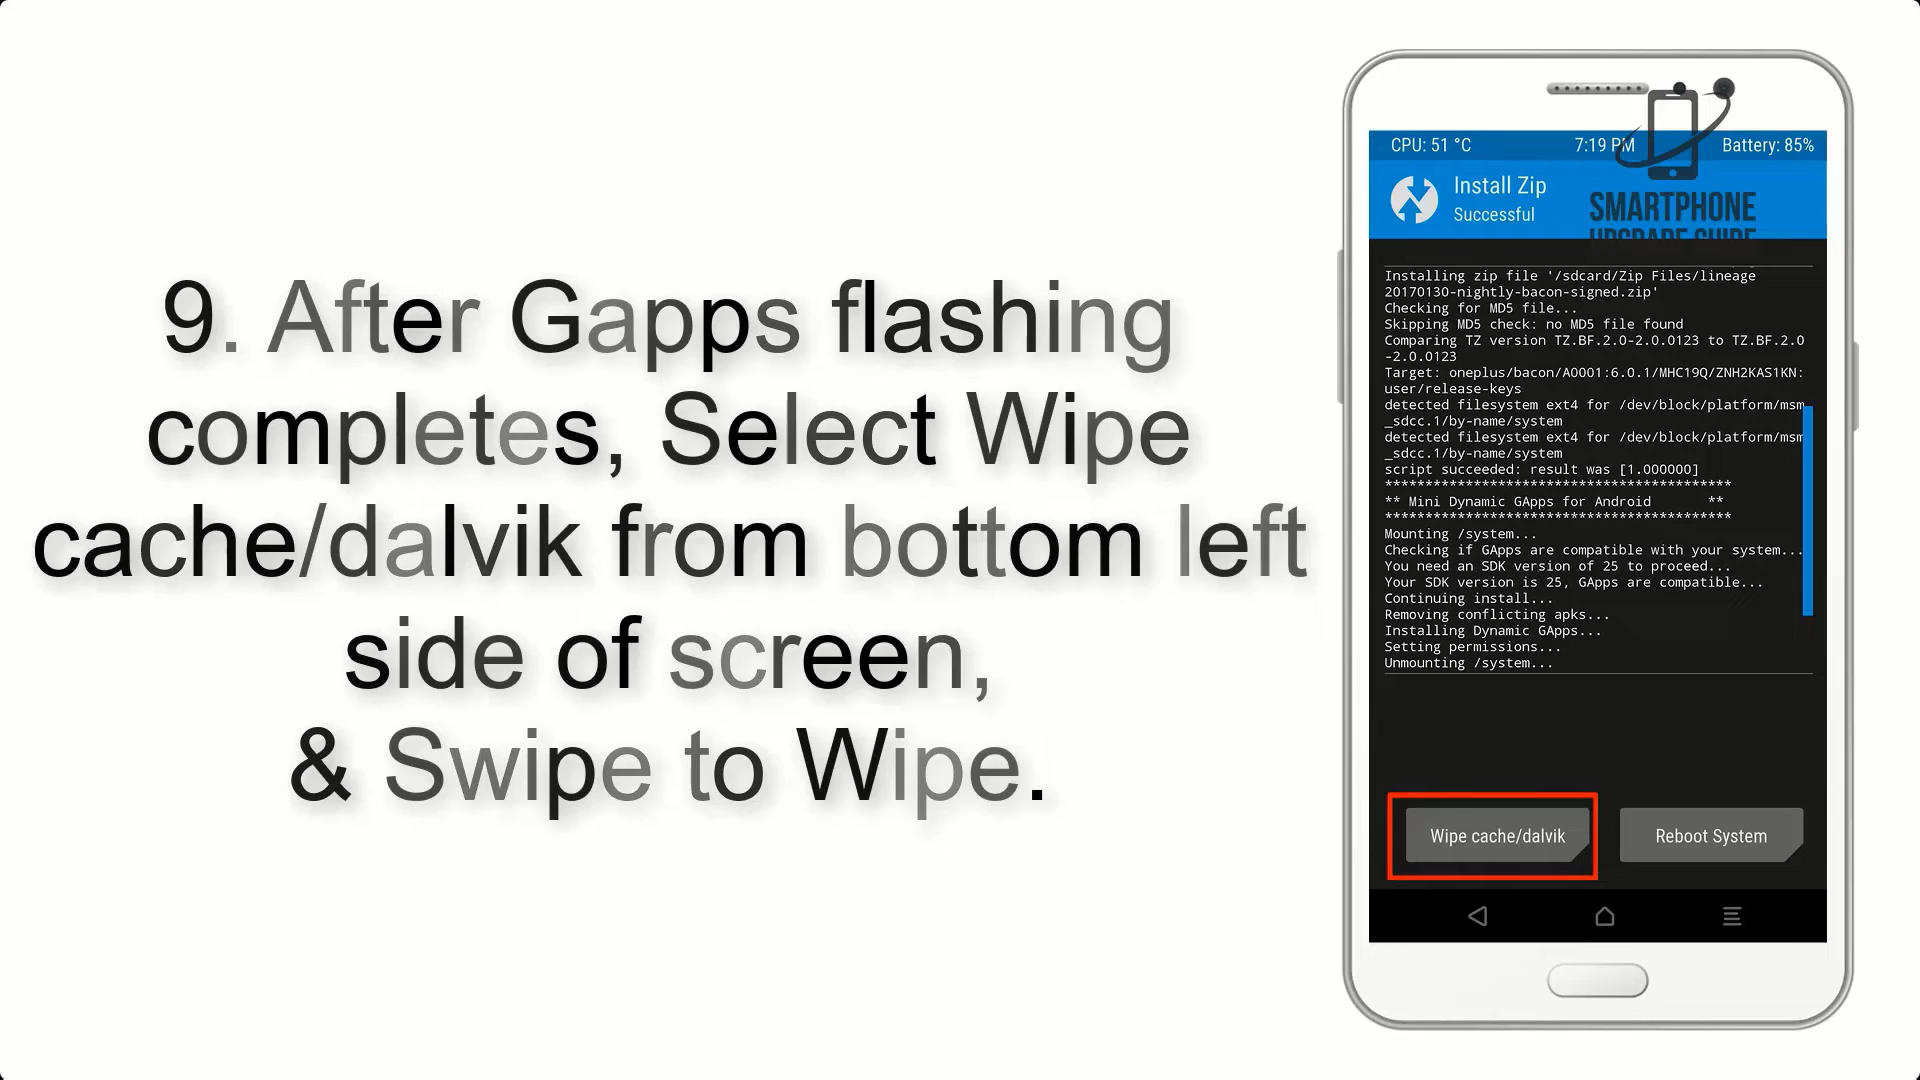 9. After Gapps flashing
completes, Select Wipe
cache/dalvik from bottom left
side of screen,
& Swipe to Wipe.
CPU: 51 °C 7:19 PM Battery: 85%
Install Zip
Successful
SMARTPHONE
UPGRADE GUIDE
Installing zip file '/sdcard/Zip Files/lineage
20170130-nightly-bacon-signed.zip'
Checking for MD5 file...
Skipping MD5 check: no MD5 file found
Comparing TZ version TZ.BF.2.0-2.0.0123 to TZ.BF.2.0
-2.0.0123
Target: oneplus/bacon/A0001:6.0.1/MHC19Q/ZNH2KAS1KN:
user/release-keys
detected filesystem ext4 for /dev/block/platform/msm
_sdcc.1/by-name/system
detected filesystem ext4 for /dev/block/platform/msm
_sdcc.1/by-name/system
script succeeded: result was [1.000000]
*******************************************
** Mini Dynamic GApps for Android **
*******************************************
Mounting /system...
Checking if GApps are compatible with your system...
You need an SDK version of 25 to proceed...
Your SDK version is 25, GApps are compatible...
Continuing install...
Removing conflicting apks...
Installing Dynamic GApps...
Setting permissions...
Unmounting /system...
Wipe cache/dalvik
Reboot System